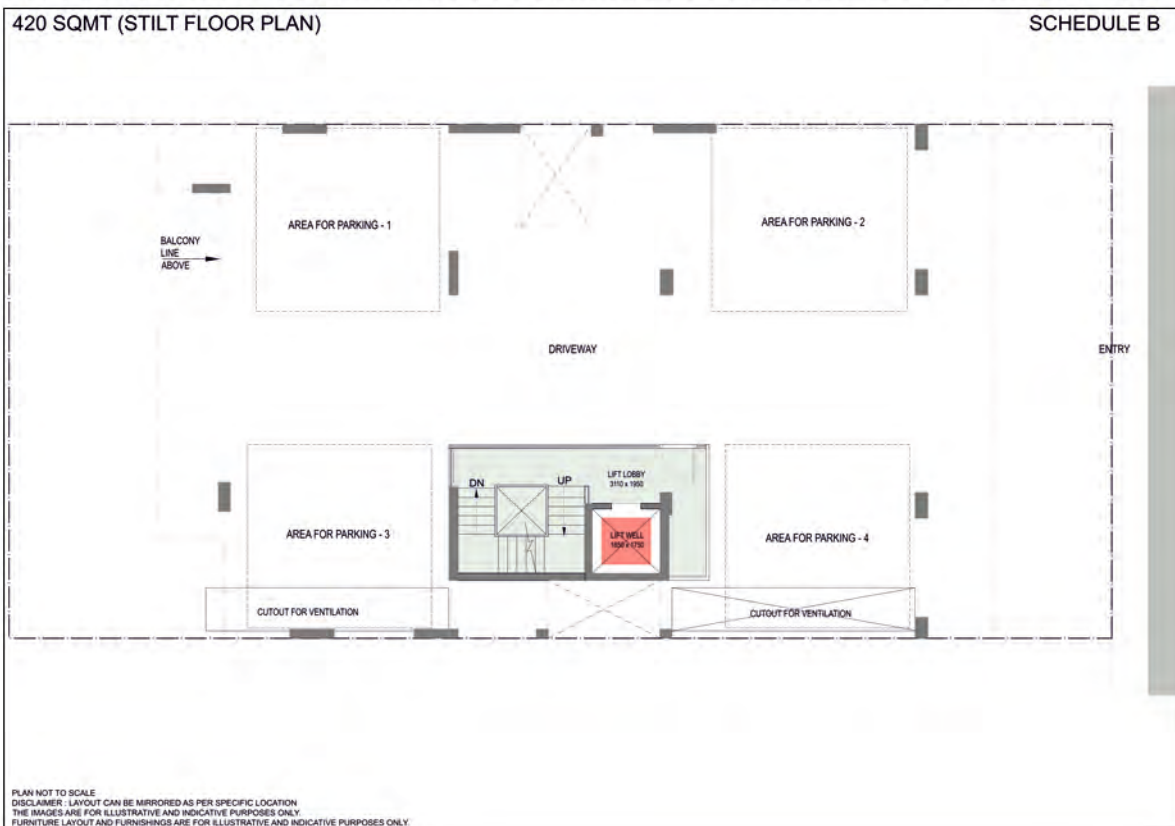 420 SQMT (STILT FLOOR PLAN)
SCHEDULE B
AREA FOR PARKING - 1
AREA FOR PARKING - 2
BALCONY
LINE
ABOVE
DRIVEWAY
ENTRY
LIFT LOBBY
3110 x 1950
DN
UP
AREA FOR PARKING - 3
LIFT WELL
1850 x 1750
AREA FOR PARKING - 4
CUTOUT FOR VENTILATION
CUTOUT FOR VENTILATION
PLAN NOT TO SCALE
DISCLAIMER : LAYOUT CAN BE MIRRORED AS PER SPECIFIC LOCATION
THE IMAGES ARE FOR ILLUSTRATIVE AND INDICATIVE PURPOSES ONLY.
FURNITURE LAYOUT AND FURNISHINGS ARE FOR ILLUSTRATIVE AND INDICATIVE PURPOSES ONLY.